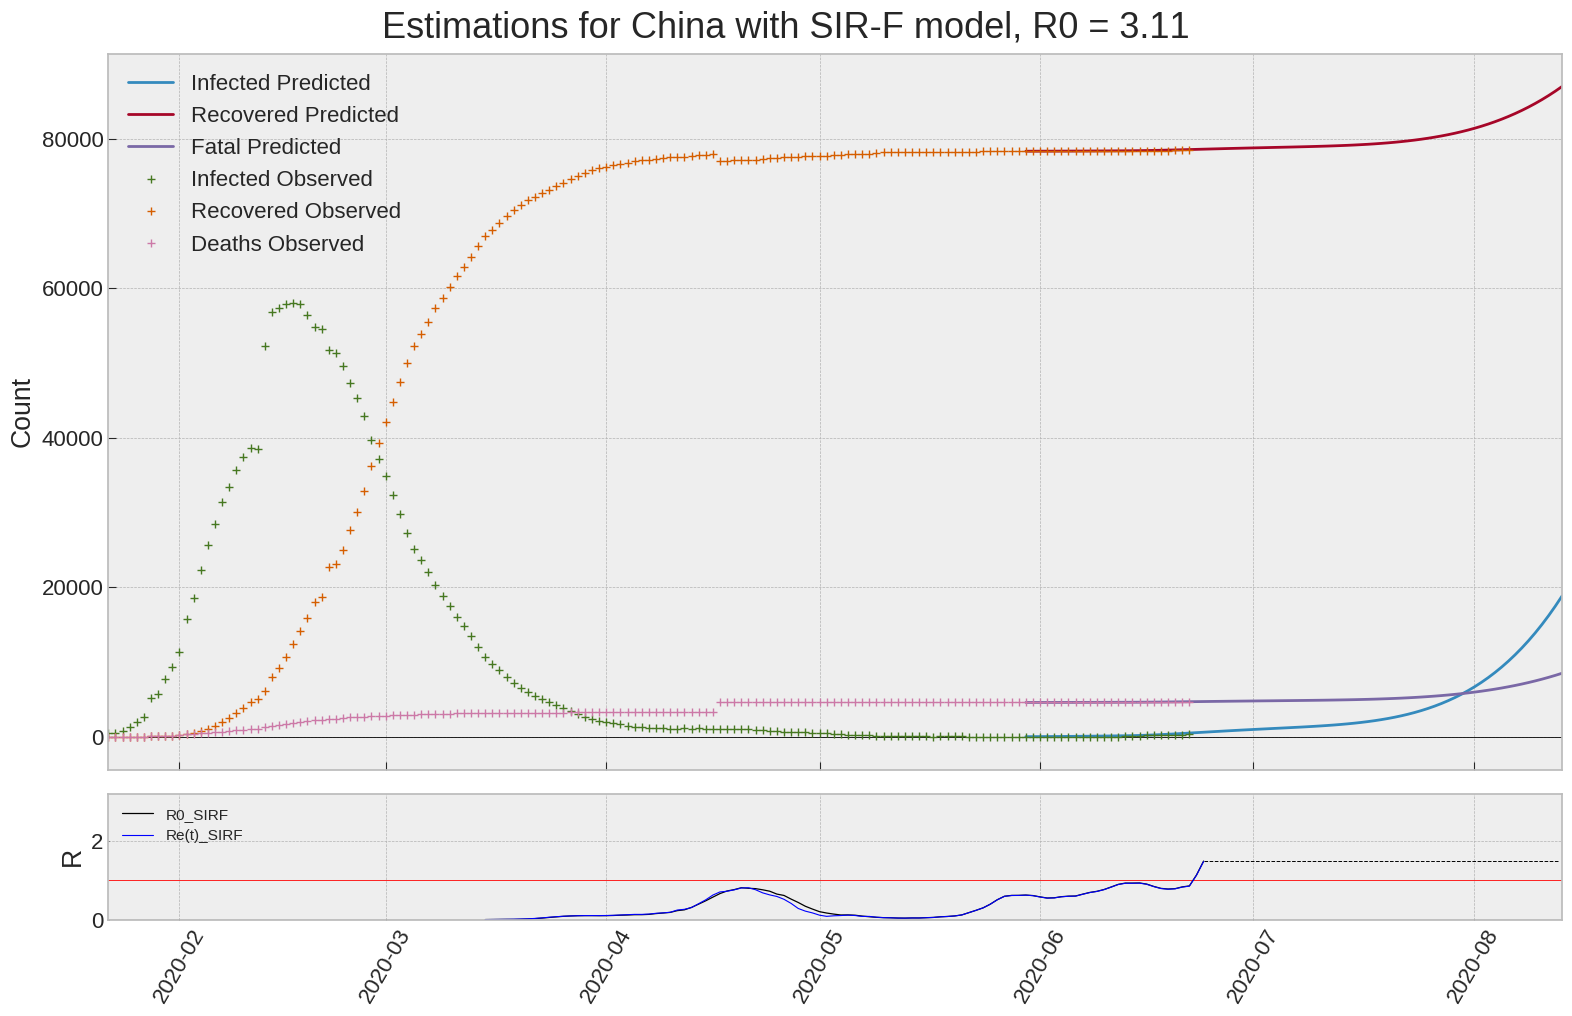 Estimations for China with SIR-F model, R0 = 3.11
Infected Predicted
Recovered Predicted
Fatal Predicted
Infected Observed
Recovered Observed
Deaths Observed
80000
60000
40000
20000
0
Count
R0_SIRF
Re(t)_SIRF
2
0
R
2020-02
2020-03
2020-04
2020-05
2020-06
2020-07
2020-08